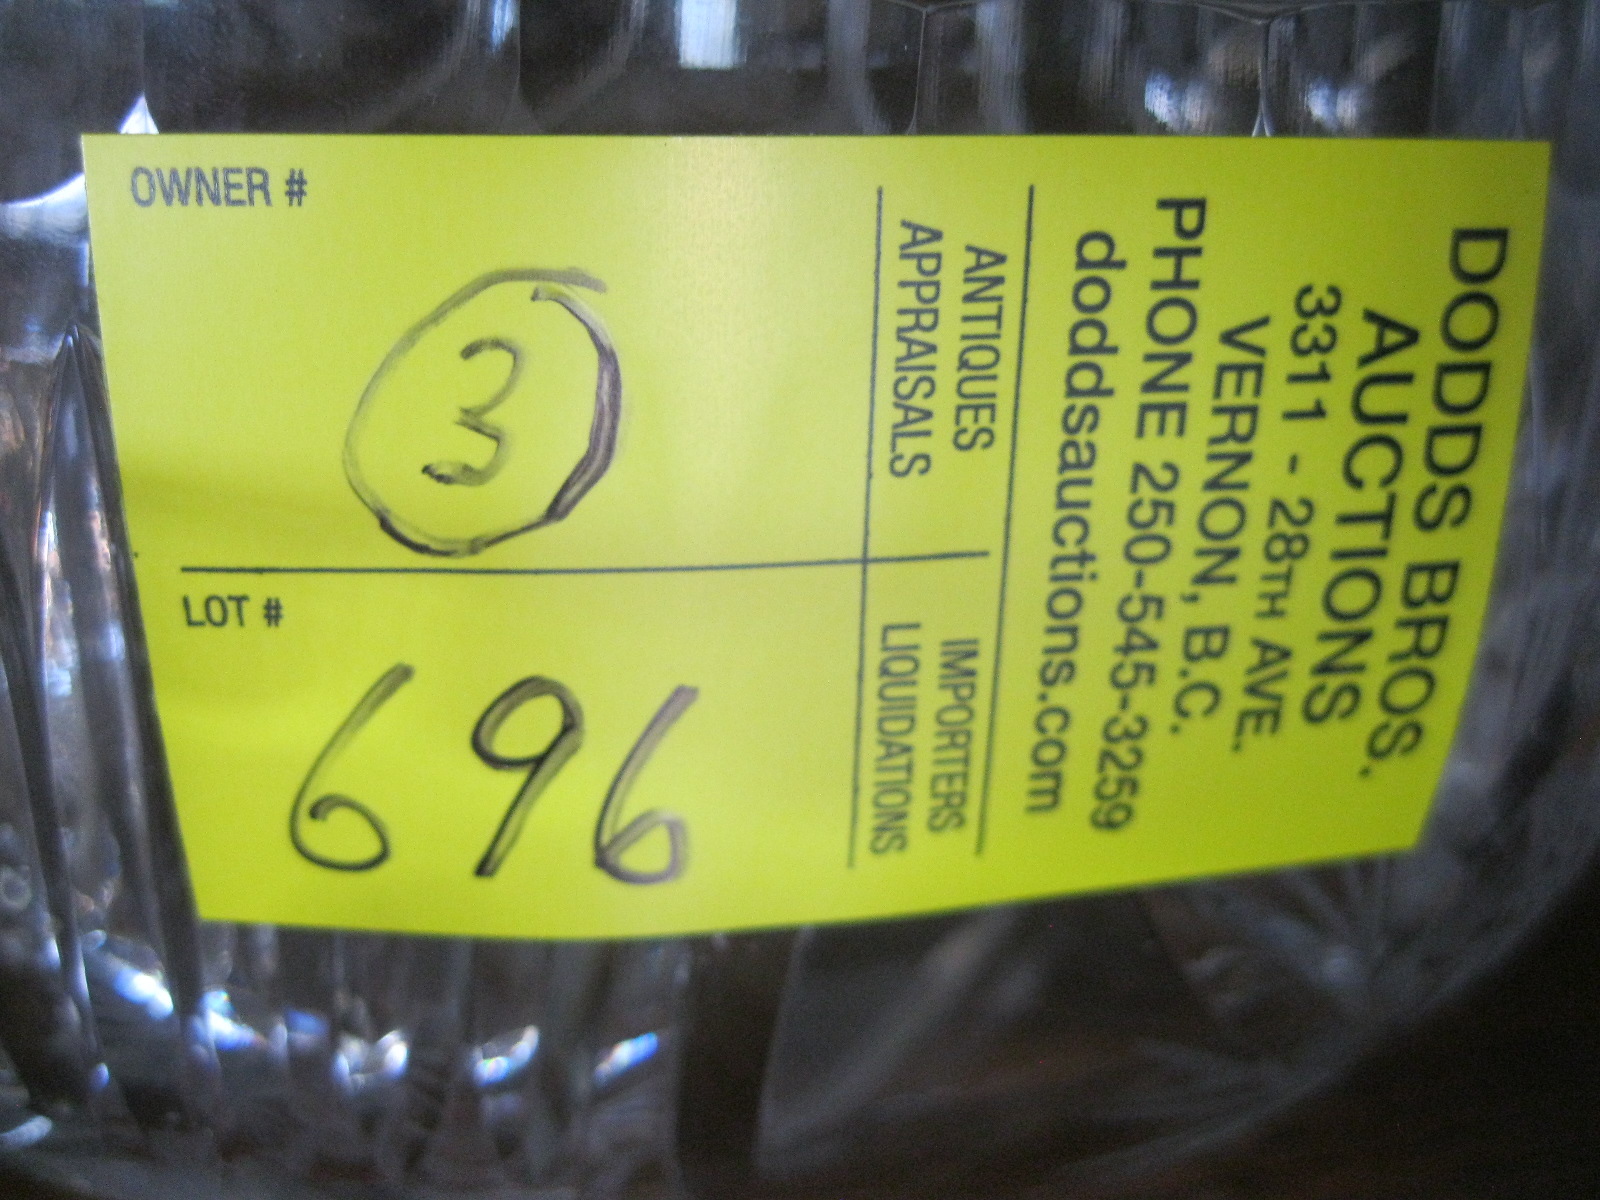 DODDS BROS.
AUCTIONS
3311 - 28TH AVE.
VERNON, B.C.
PHONE 250-545-3259
doddsauctions.com
ANTIQUES
APPRAISALS
IMPORTERS
LIQUIDATIONS
OWNER #
3
LOT #
696